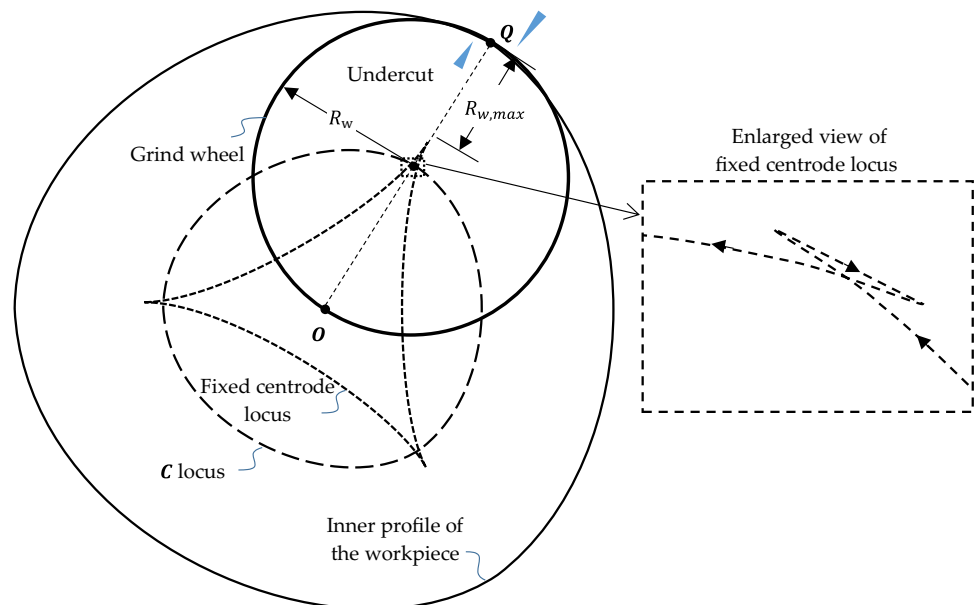 Q
Undercut
R_w,max
R_w
Enlarged view of
fixed centrode locus
Grind wheel
O
Fixed centrode
locus
C locus
Inner profile of
the workpiece